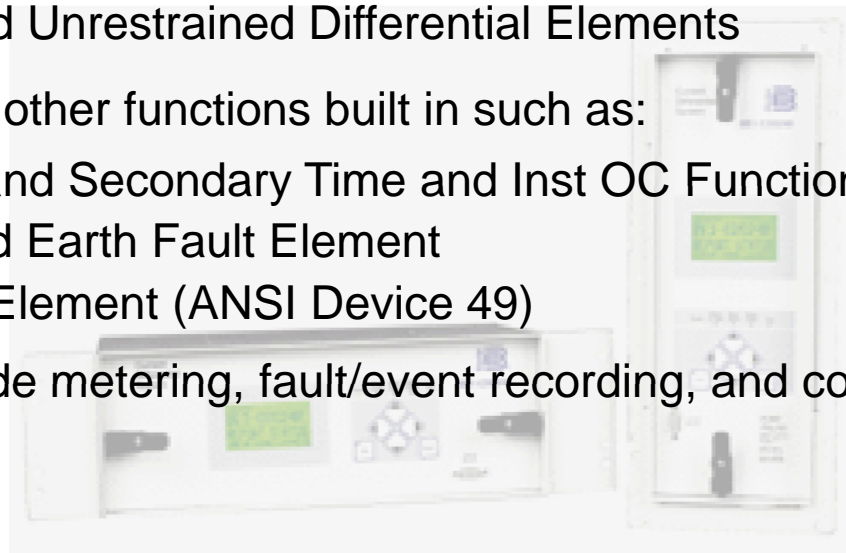 d Unrestrained Differential Elements
other functions built in such as:
nd Secondary Time and Inst OC Function
d Earth Fault Element
Element (ANSI Device 49)
de metering, fault/event recording, and co